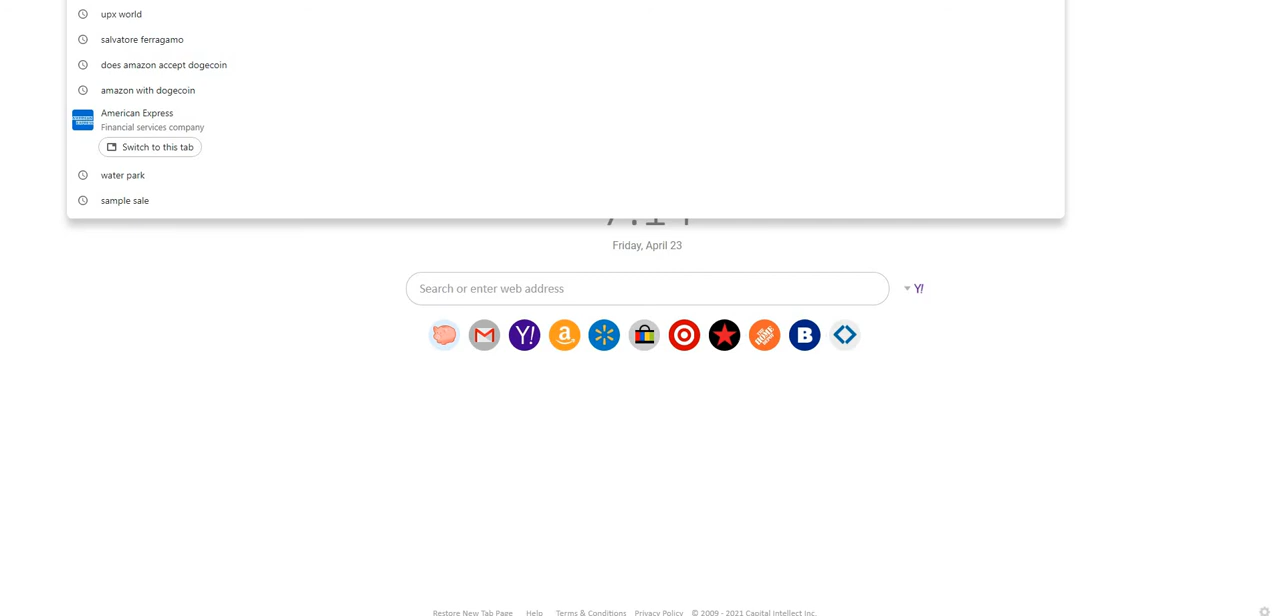 upx world
salvatore ferragamo
does amazon accept dogecoin
amazon with dogecoin
American Express
Financial services company
Switch to this tab
water park
sample sale
Friday, April 23
Search or enter web address
Y!
Y!
a
B
Restore New Tab Page Help Terms & Conditions Privacy Policy © 2009 - 2021 Capital Intellect Inc.